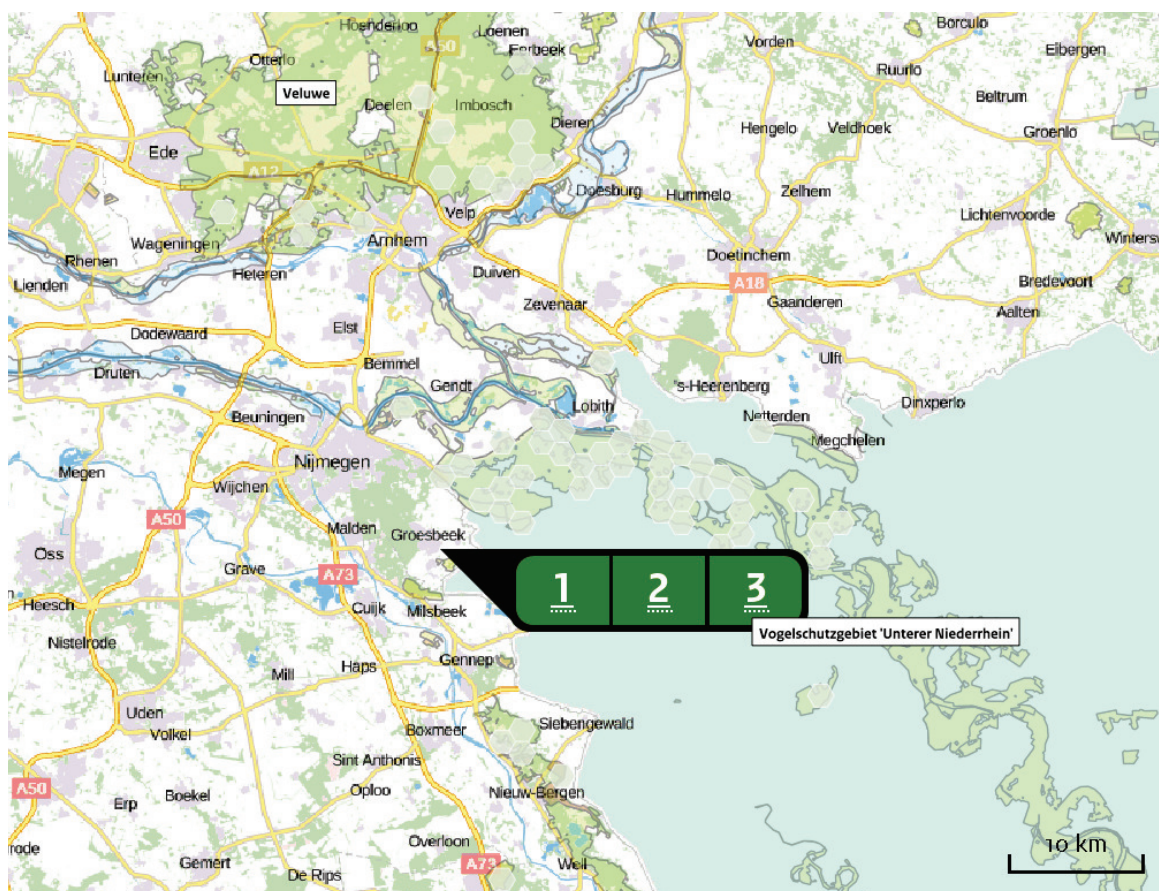 Hoenderloo
Loenen
Borculo
A50
Eerbeek
Vorden
Eibergen
Otterlo
Ruurlo
Lunteren
Veluwe
Deelen
Imbosch
Beltrum
Dieren
Hengelo
Veldhoek
Groenlo
Ede
A12
Doesburg
Hummelo
Zelhem
Velp
Lichtenvoorde
Wageningen
Arnhem
Winters
Rhenen
Doetinchem
Heteren
Duiven
Lienden
A18
Bredevoort
Zevenaar
Gaanderen
Aalten
Dodewaard
Elst
Ulft
Bemmel
Druten
Gendt
's-Heerenberg
Dinxperlo
Beuningen
Lobith
Netterden
Megchelen
Nijmegen
Megen
Wijchen
A50
Malden
Groesbeek
Oss
Grave
A73
1 2 3
Heesch
Cuijk
Milsbeek
Nistelrode
Vogelschutzgebiet 'Unterer Niederrhein'
Haps
Gennep
Mill
Uden
Siebengewald
Volkel
Boxmeer
Sint Anthonis
A50
Oploo
Nieuw-Bergen
Erp
Boekel
Overloon
10 km
rode
Gemert
A73
Well
De Rips